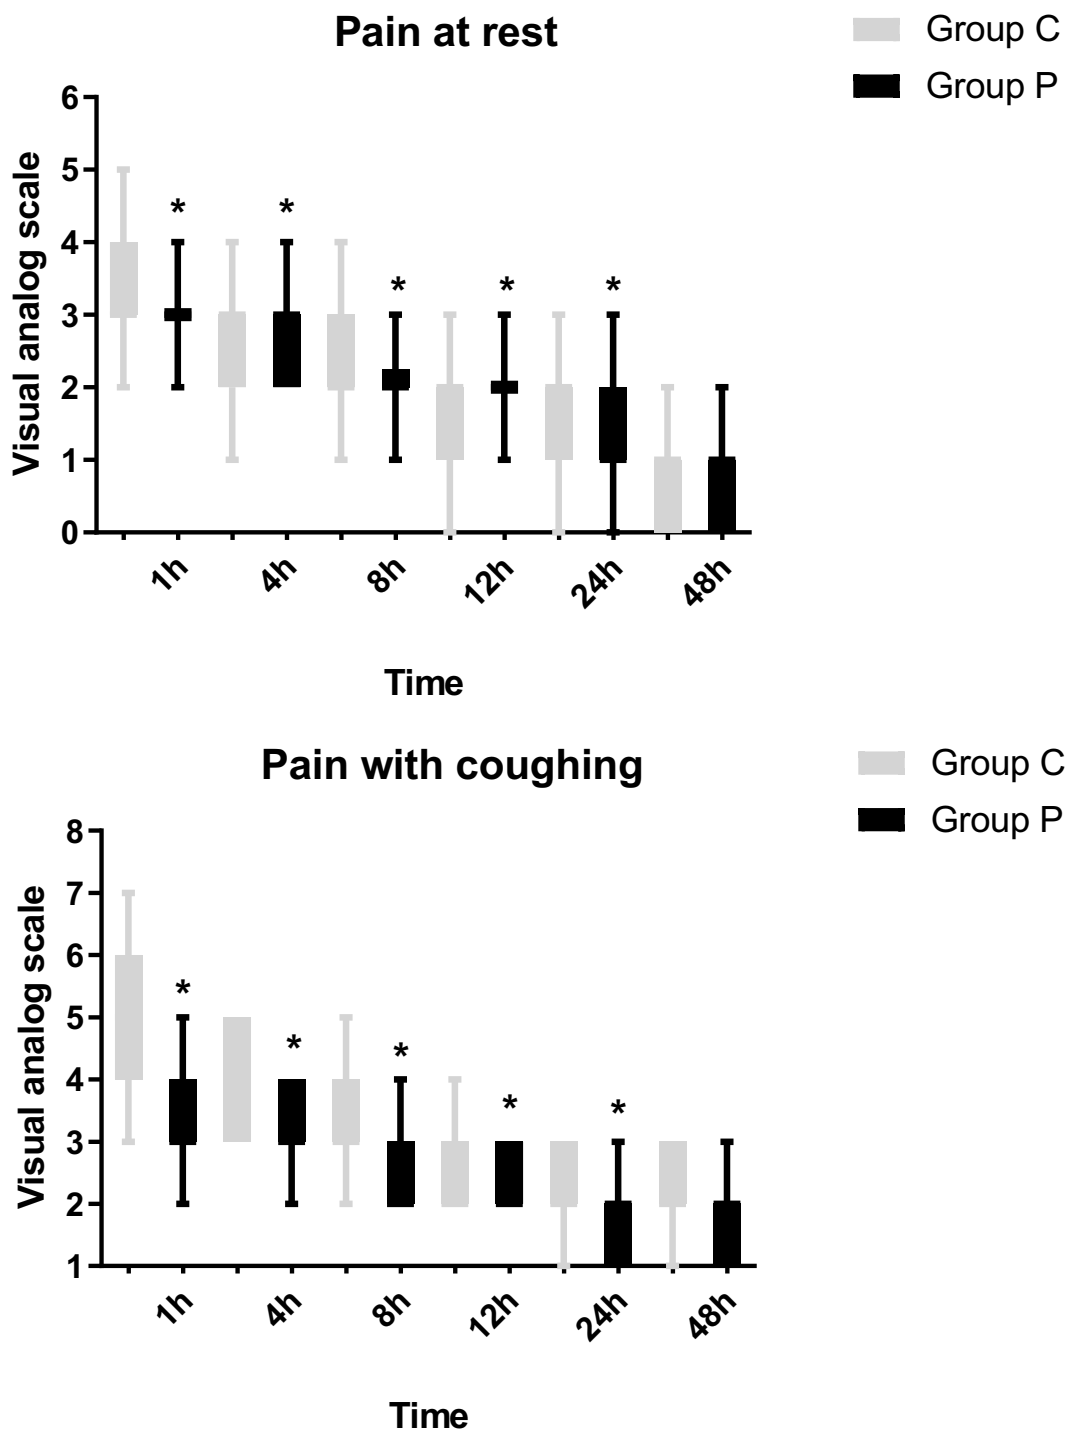 Pain at rest
Group C
Group P
Visual analog scale
6
5
4
3
2
1
0
* * * * *
1h 4h 8h 12h 24h 48h
Time
Pain with coughing
Group C
Group P
Visual analog scale
8
7
6
5
4
3
2
1
* * * * *
1h 4h 8h 12h 24h 48h
Time